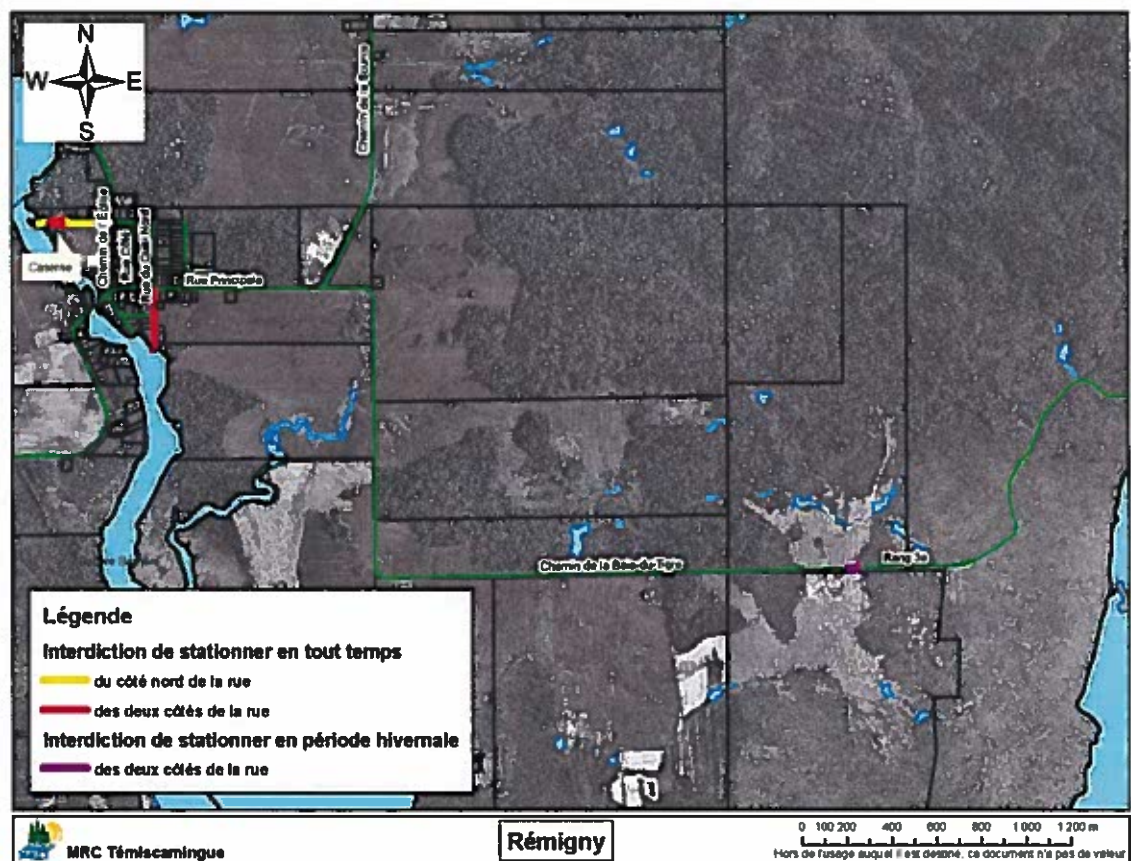 N
W E
S
Chemin de la Bourre
Chemin de l'Église
Rue Côté
Rue du Quai Nord
Caserne
Rue Principale
Chemin de la Baie-du-Tigre
Rang 3e
Légende
Interdiction de stationner en tout temps
du côté nord de la rue
des deux côtés de la rue
Interdiction de stationner en période hivernale
des deux côtés de la rue
MRC Témiscamingue
Rémigny
0 100 200 400 600 800 1 000 1 200 m
Hors de l'usage auquel il est destiné, ce document n'a pas de valeur